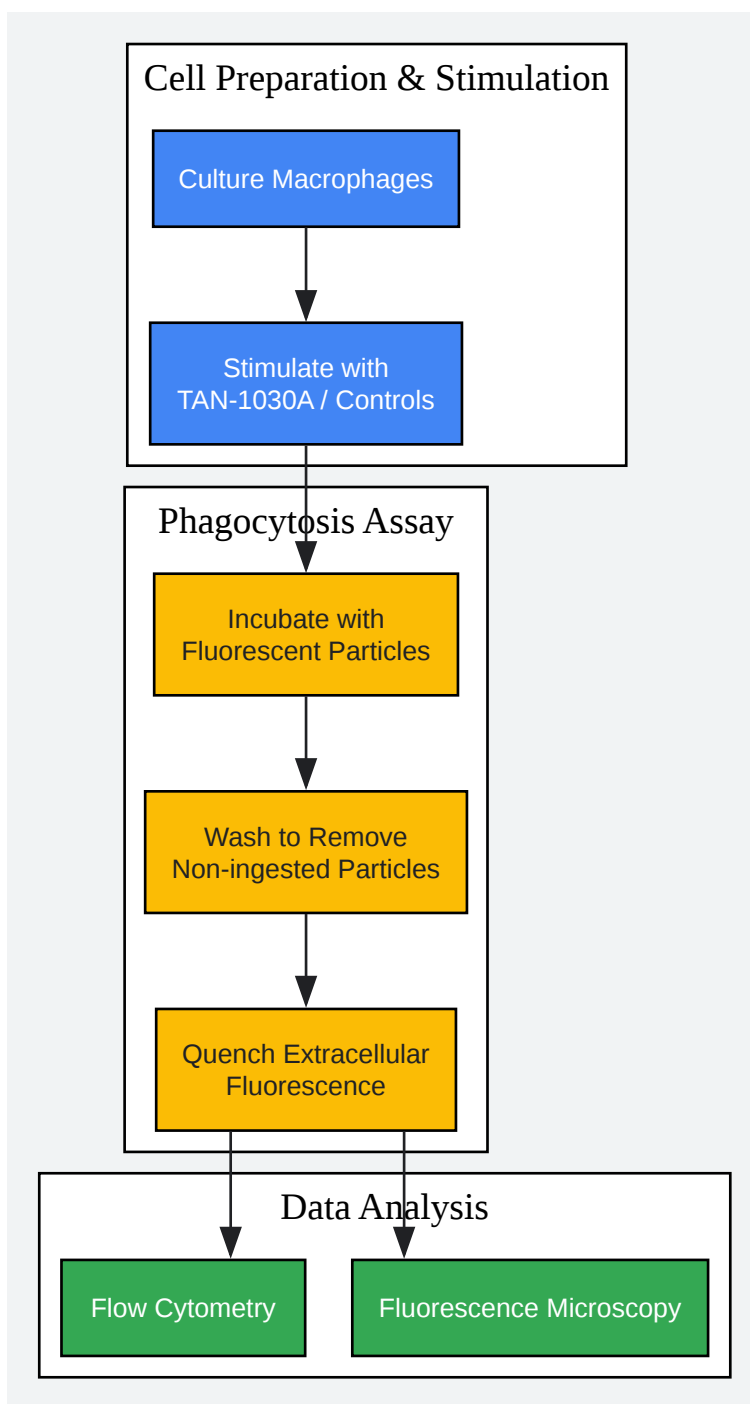 Cell Preparation & Stimulation
Culture Macrophages
Stimulate with
TAN-1030A / Controls
Phagocytosis Assay
Incubate with
Fluorescent Particles
Wash to Remove
Non-ingested Particles
Quench Extracellular
Fluorescence
Data Analysis
Flow Cytometry
Fluorescence Microscopy